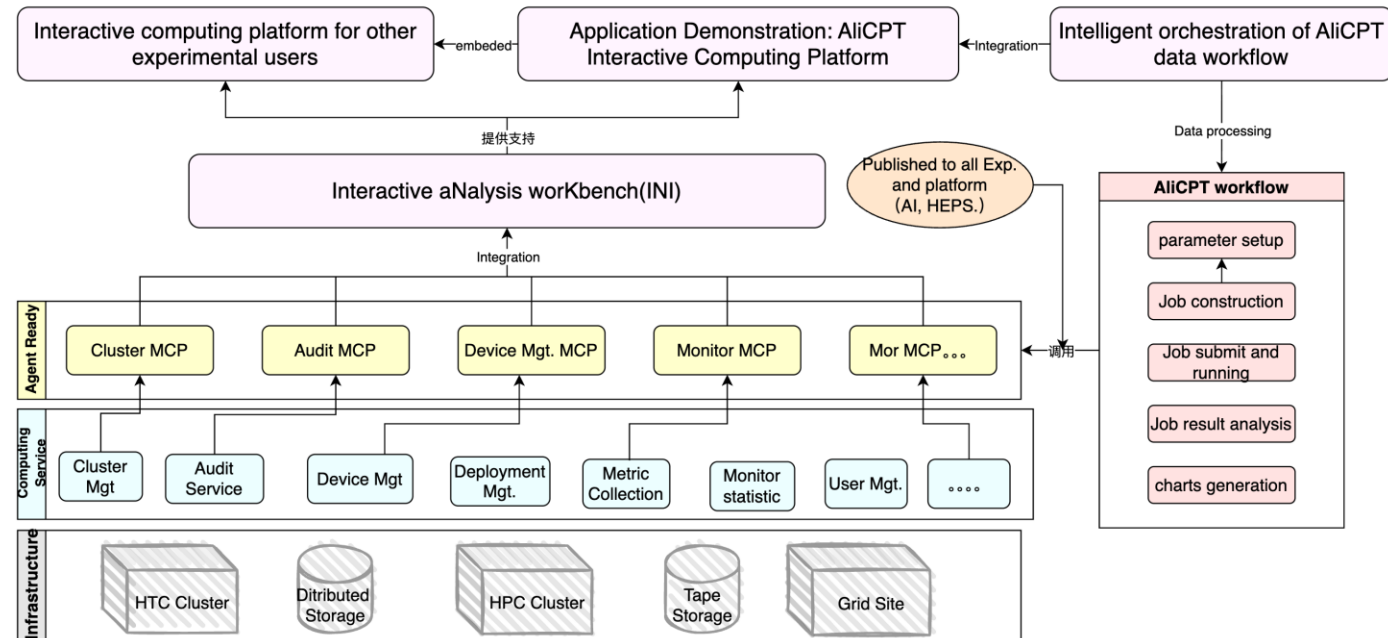 Interactive computing platform for other
experimental users
embeded
Application Demonstration: AliCPT
Interactive Computing Platform
Integration
Intelligent orchestration of AliCPT
data workflow
提供支持
Data processing
Interactive aNalysis worKbench(INI)
Published to all Exp.
and platform
(AI, HEPS.)
AliCPT workflow
parameter setup
Job construction
Job submit and
running
Job result analysis
charts generation
Integration
调用
Agent Ready
Cluster MCP
Audit MCP
Device Mgt. MCP
Monitor MCP
Mor MCP。。。
Computing
Service
Cluster
Mgt
Audit
Service
Device Mgt
Deployment
Mgt.
Metric
Collection
Monitor
statistic
User Mgt.
。。。。
Infrastructure
HTC Cluster
Ditributed
Storage
HPC Cluster
Tape
Storage
Grid Site